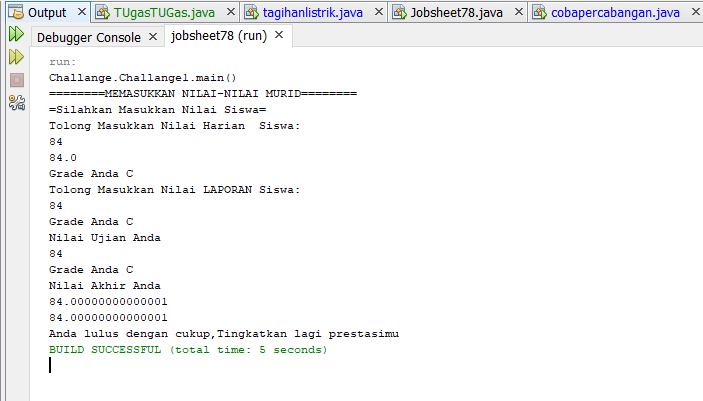 Output TUgasTUGas.java tagihanlistrik.java Jobsheet78.java cobapercabangan.java
Debugger Console jobsheet78 (run)
run:
Challange.Challange1.main()
========MEMASUKKAN NILAI-NILAI MURID========
=Silahkan Masukkan Nilai Siswa=
Tolong Masukkan Nilai Harian  Siswa:
84
84.0
Grade Anda C
Tolong Masukkan Nilai LAPORAN Siswa:
84
Grade Anda C
Nilai Ujian Anda
84
Grade Anda C
Nilai Akhir Anda
84.00000000000001
84.00000000000001
Anda lulus dengan cukup,Tingkatkan lagi prestasimu
BUILD SUCCESSFUL (total time: 5 seconds)